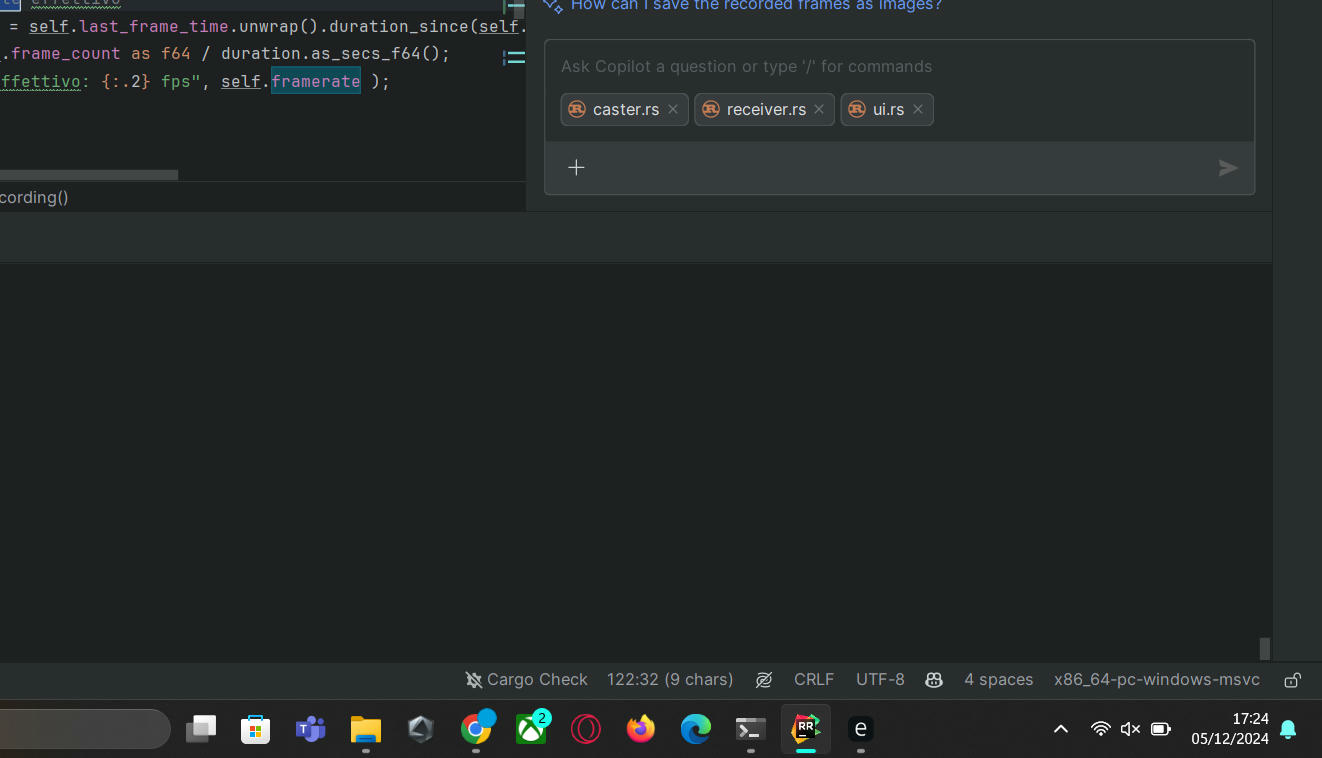 effettivo
How can I save the recorded frames as images?
= self.last_frame_time.unwrap().duration_since(self.
.frame_count as f64 / duration.as_secs_f64();
ffettivo: {:.2} fps", self.framerate );
Ask Copilot a question or type '/' for commands
caster.rs receiver.rs ui.rs
cording()
Cargo Check 122:32 (9 chars) CRLF UTF-8 4 spaces x86_64-pc-windows-msvc
2
T
RR
e
17:24
05/12/2024